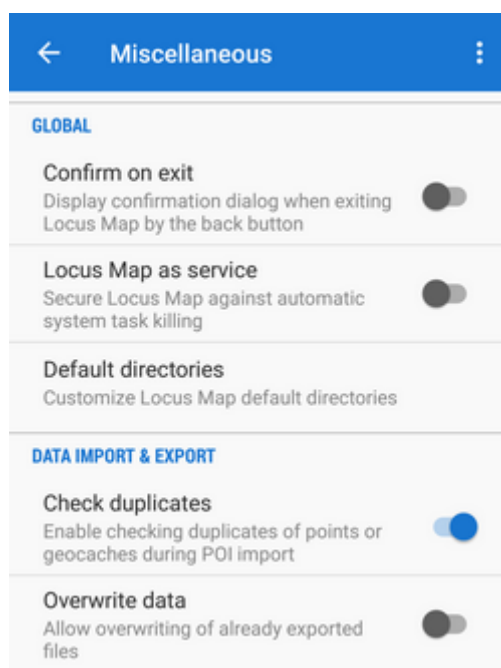 Miscellaneous
GLOBAL
Confirm on exit
Display confirmation dialog when exiting
Locus Map by the back button
Locus Map as service
Secure Locus Map against automatic
system task killing
Default directories
Customize Locus Map default directories
DATA IMPORT & EXPORT
Check duplicates
Enable checking duplicates of points or
geocaches during POI import
Overwrite data
Allow overwriting of already exported
files